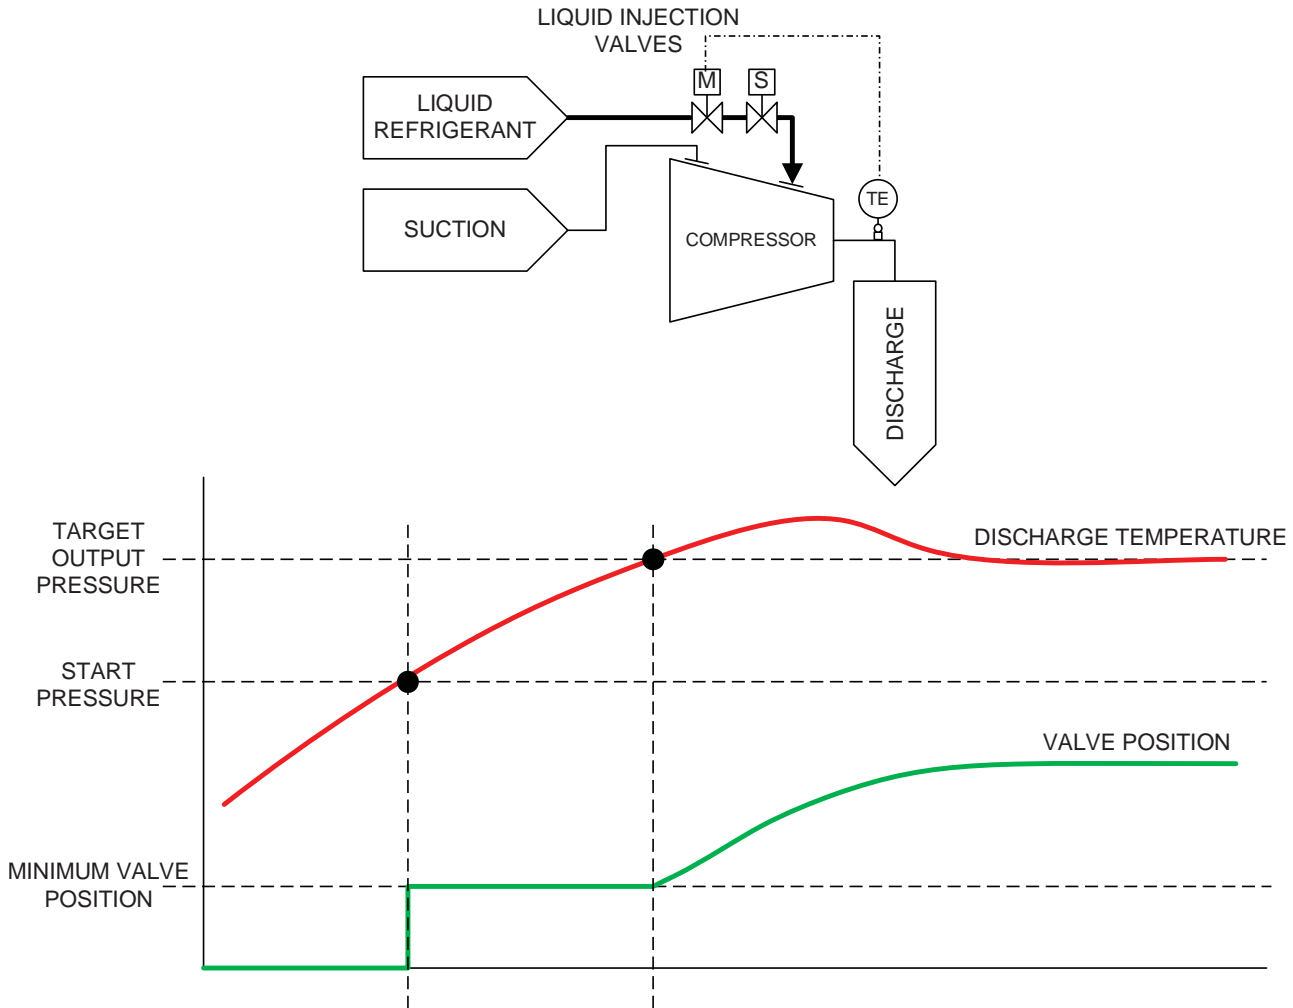 LIQUID INJECTION
VALVES
M
S
LIQUID
REFRIGERANT
SUCTION
COMPRESSOR
TE
DISCHARGE
TARGET
OUTPUT
PRESSURE
DISCHARGE TEMPERATURE
START
PRESSURE
VALVE POSITION
MINIMUM VALVE
POSITION